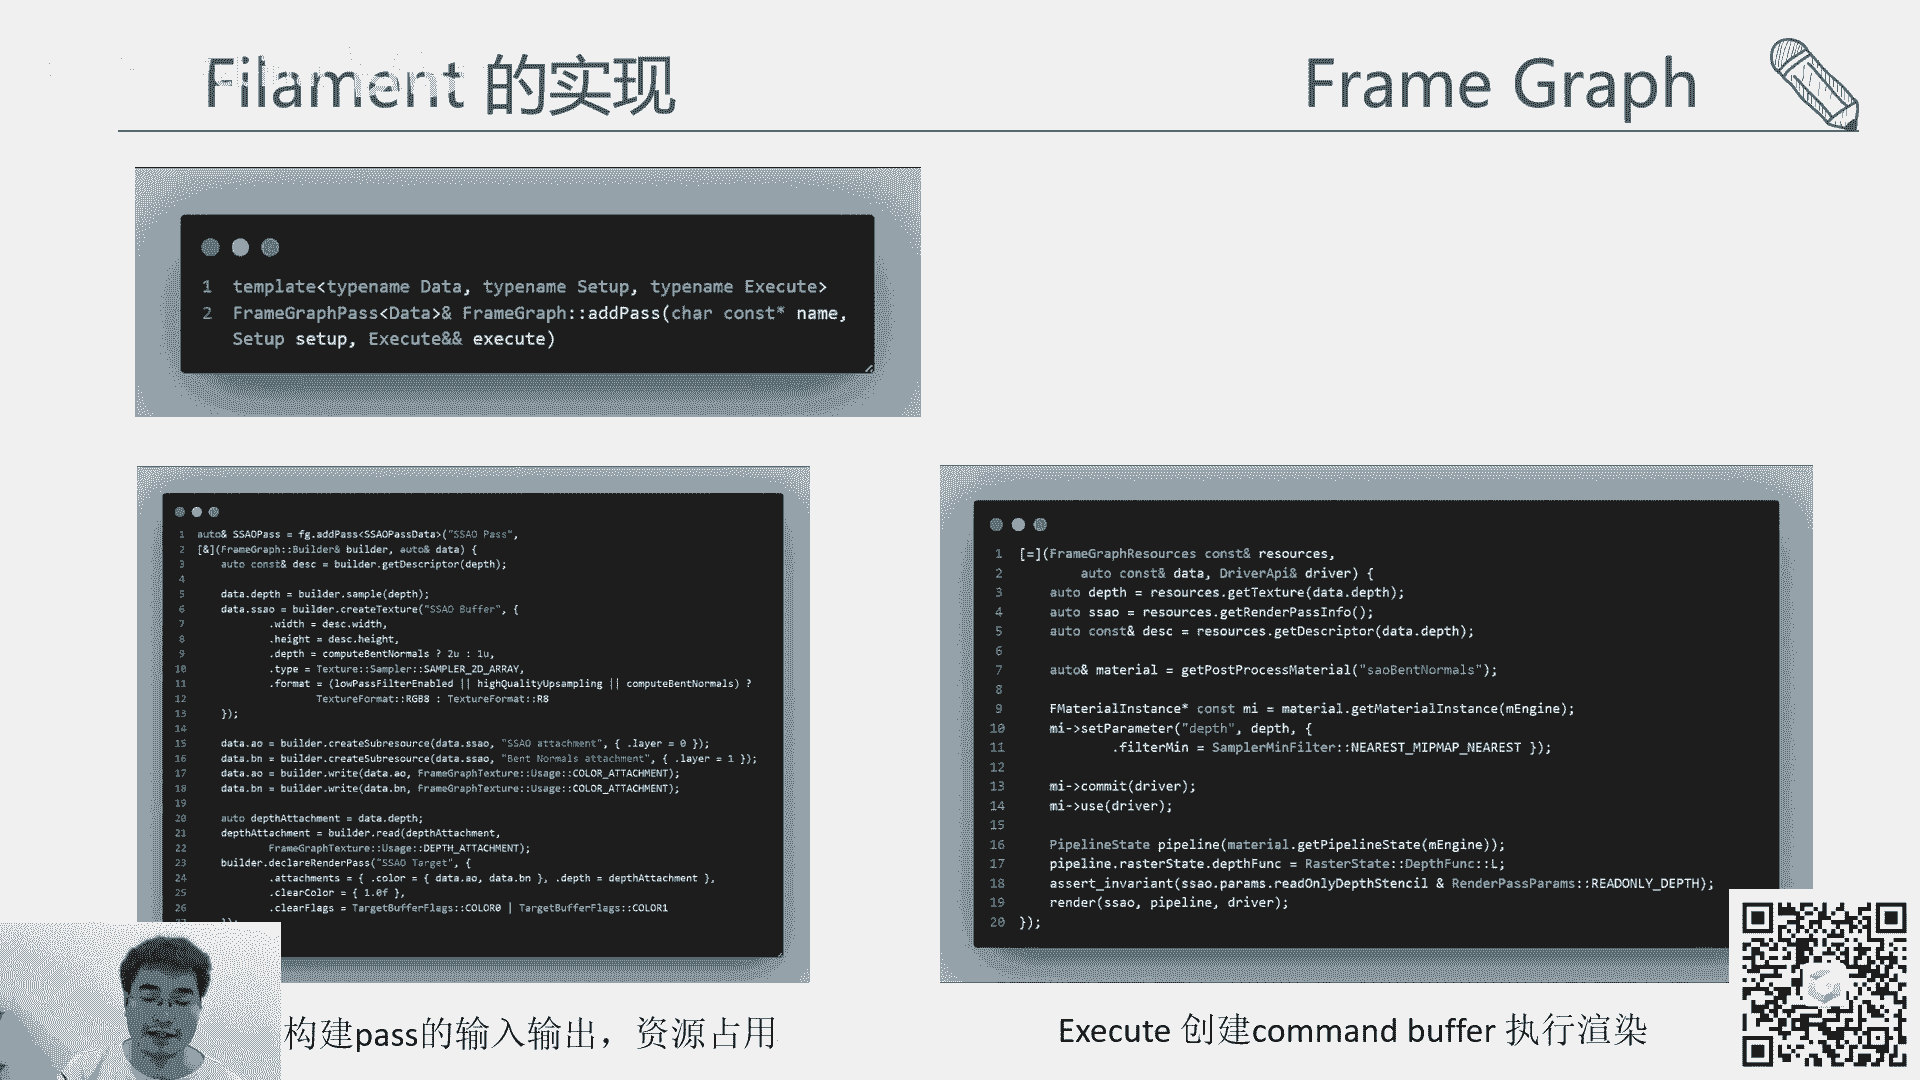 Filament 的实现
Frame Graph
1 template<typename Data, typename Setup, typename Execute>
2 FrameGraphPass<Data>& FrameGraph::addPass(char const* name,
Setup setup, Execute&& execute)
1 auto& SSAOPass = fg.addPass<SSAOPassData>("SSAO Pass",
2 [&](FrameGraph::Builder& builder, auto& data) {
3 auto const& desc = builder.getDescriptor(depth);
4
5 data.depth = builder.sample(depth);
6 data.ssao = builder.createTexture("SSAO Buffer", {
7 .width = desc.width,
8 .height = desc.height,
9 .depth = computeBentNormals ? 2u : 1u,
10 .type = Texture::Sampler::SAMPLER_2D_ARRAY,
11 .format = (lowPassFilterEnabled || highQualityUpsampling || computeBentNormals) ?
12 TextureFormat::RGB8 : TextureFormat::R8
13 });
14
15 data.ao = builder.createSubresource(data.ssao, "SSAO attachment", { .layer = 0 });
16 data.bn = builder.createSubresource(data.ssao, "Bent Normals attachment", { .layer = 1 });
17 data.ao = builder.write(data.ao, FrameGraphTexture::Usage::COLOR_ATTACHMENT);
18 data.bn = builder.write(data.bn, FrameGraphTexture::Usage::COLOR_ATTACHMENT);
19
20 auto depthAttachment = data.depth;
21 depthAttachment = builder.read(depthAttachment,
22 FrameGraphTexture::Usage::DEPTH_ATTACHMENT);
23 builder.declareRenderPass("SSAO Target", {
24 .attachments = { .color = { data.ao, data.bn }, .depth = depthAttachment },
25 .clearColor = { 1.0f },
26 .clearFlags = TargetBufferFlags::COLOR0 | TargetBufferFlags::COLOR1
1 [=](FrameGraphResources const& resources,
2 auto const& data, DriverApi& driver) {
3 auto depth = resources.getTexture(data.depth);
4 auto ssao = resources.getRenderPassInfo();
5 auto const& desc = resources.getDescriptor(data.depth);
6
7 auto& material = getPostProcessMaterial("saoBentNormals");
8
9 FMaterialInstance* const mi = material.getMaterialInstance(mEngine);
10 mi->setParameter("depth", depth, {
11 .filterMin = SamplerMinFilter::NEAREST_MIPMAP_NEAREST });
12
13 mi->commit(driver);
14 mi->use(driver);
15
16 PipelineState pipeline(material.getPipelineState(mEngine));
17 pipeline.rasterState.depthFunc = RasterState::DepthFunc::L;
18 assert_invariant(ssao.params.readOnlyDepthStencil & RenderPassParams::READONLY_DEPTH);
19 render(ssao, pipeline, driver);
20 });
构建pass的输入输出，资源占用
Execute 创建command buffer 执行渲染